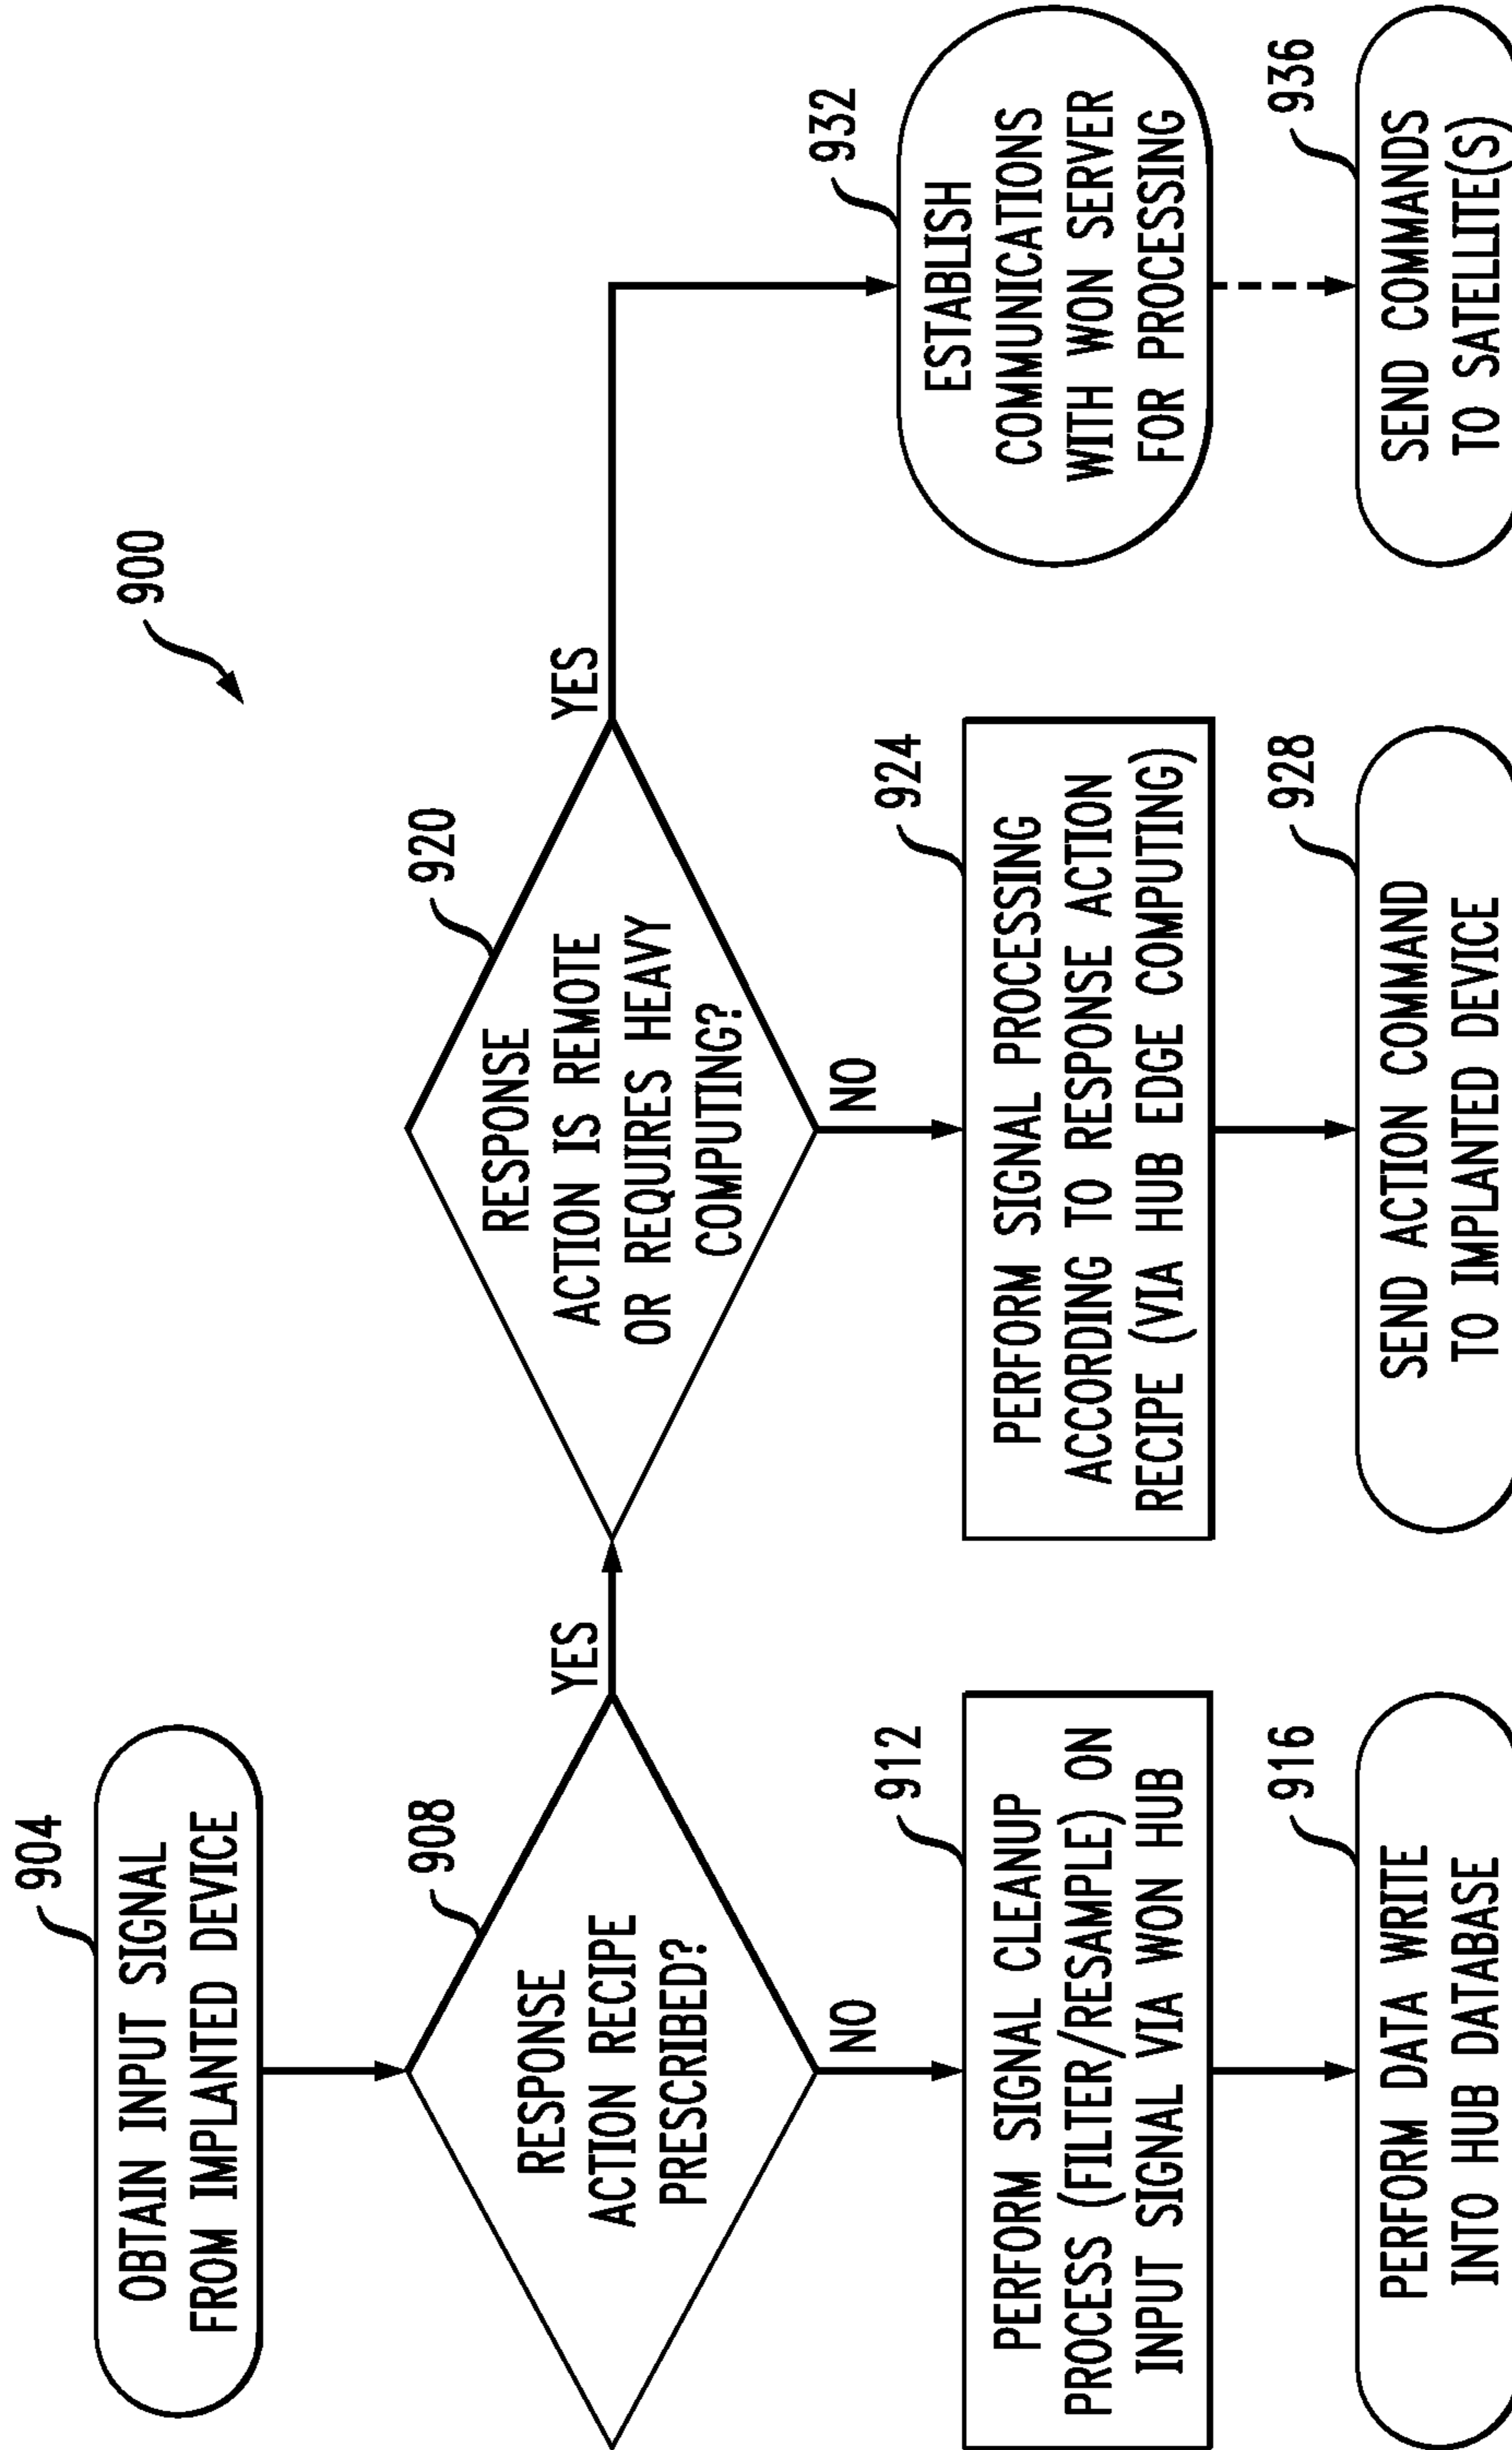 900
904
OBTAIN INPUT SIGNAL
FROM IMPLANTED DEVICE
908
RESPONSE
ACTION RECIPE
PRESCRIBED?
YES
NO
920
RESPONSE
ACTION IS REMOTE
OR REQUIRES HEAVY
COMPUTING?
YES
NO
912
PERFORM SIGNAL CLEANUP
PROCESS (FILTER/RESAMPLE) ON
INPUT SIGNAL VIA WON HUB
924
PERFORM SIGNAL PROCESSING
ACCORDING TO RESPONSE ACTION
RECIPE (VIA HUB EDGE COMPUTING)
932
ESTABLISH
COMMUNICATIONS
WITH WON SERVER
FOR PROCESSING
916
PERFORM DATA WRITE
INTO HUB DATABASE
928
SEND ACTION COMMAND
TO IMPLANTED DEVICE
936
SEND COMMANDS
TO SATELLITE(S)